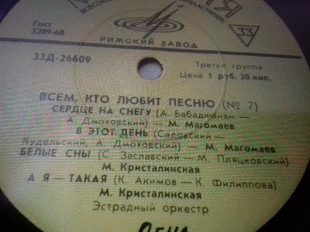 ГОСТ
5289-68
РИЖСКИЙ ЗАВОД
33
33Д-26609
Третья группа
Цена 1 руб. 30 коп.
ВСЕМ, КТО ЛЮБИТ ПЕСНЮ (№ 7)
СЕРДЦЕ НА СНЕГУ (А. Бабаджанян —
А. Дмоховский) — М. Магомаев
В ЭТОТ ДЕНЬ
Кудельский, А. Дмоховский) — М. Магомаев
БЕЛЫЕ СНЫ (С. Заславский — М. Пляцковский)
М. Кристалинская
А Я — ТАКАЯ (К. Акимов — К. Филиппова)
М. Кристалинская
Эстрадный оркестр